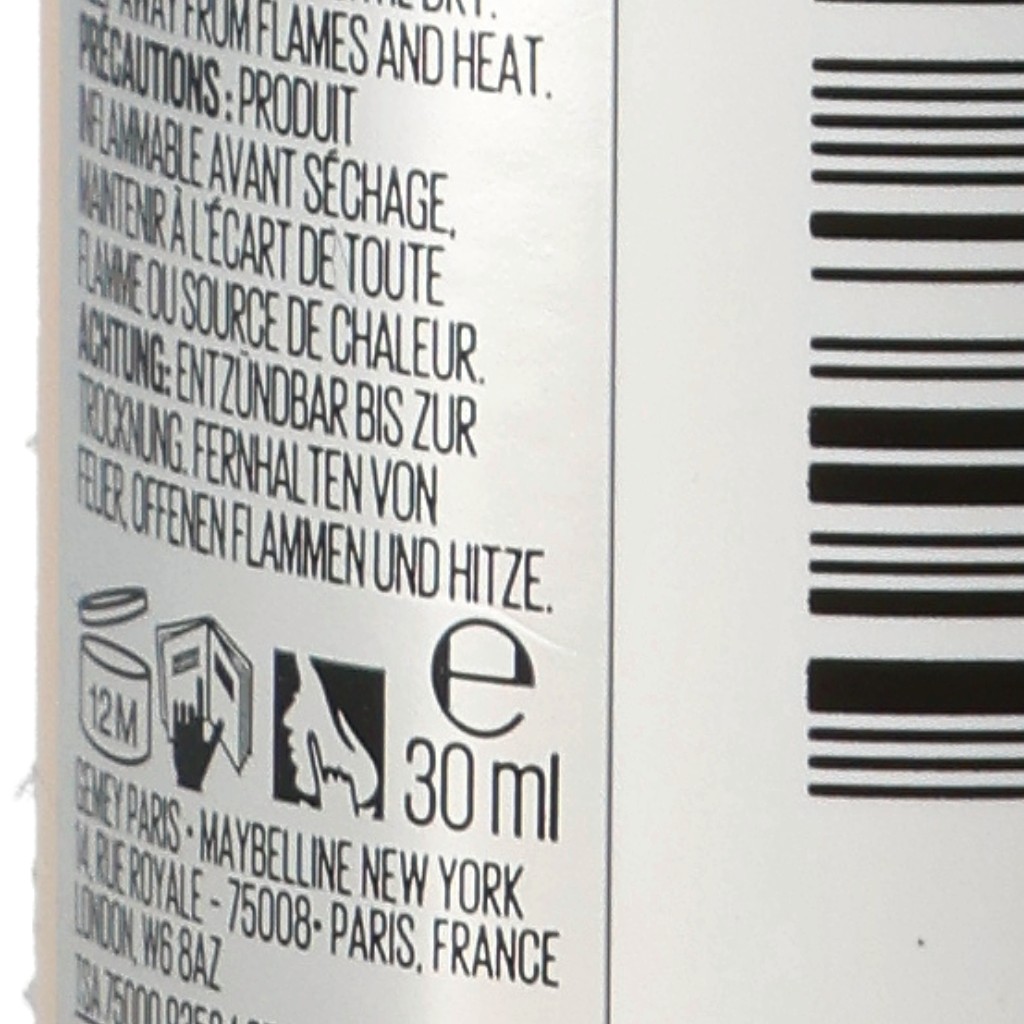 AWAY FROM FLAMES AND HEAT.
PRÉCAUTIONS : PRODUIT
INFLAMMABLE AVANT SÉCHAGE,
MAINTENIR À L'ÉCART DE TOUTE
FLAMME OU SOURCE DE CHALEUR.
ACHTUNG: ENTZÜNDBAR BIS ZUR
TROCKNUNG. FERNHALTEN VON
FEUER, OFFENEN FLAMMEN UND HITZE.
12M
e
30 ml
GEMEY PARIS • MAYBELLINE NEW YORK
14, RUE ROYALE - 75008 • PARIS, FRANCE
LONDON, W6 8AZ